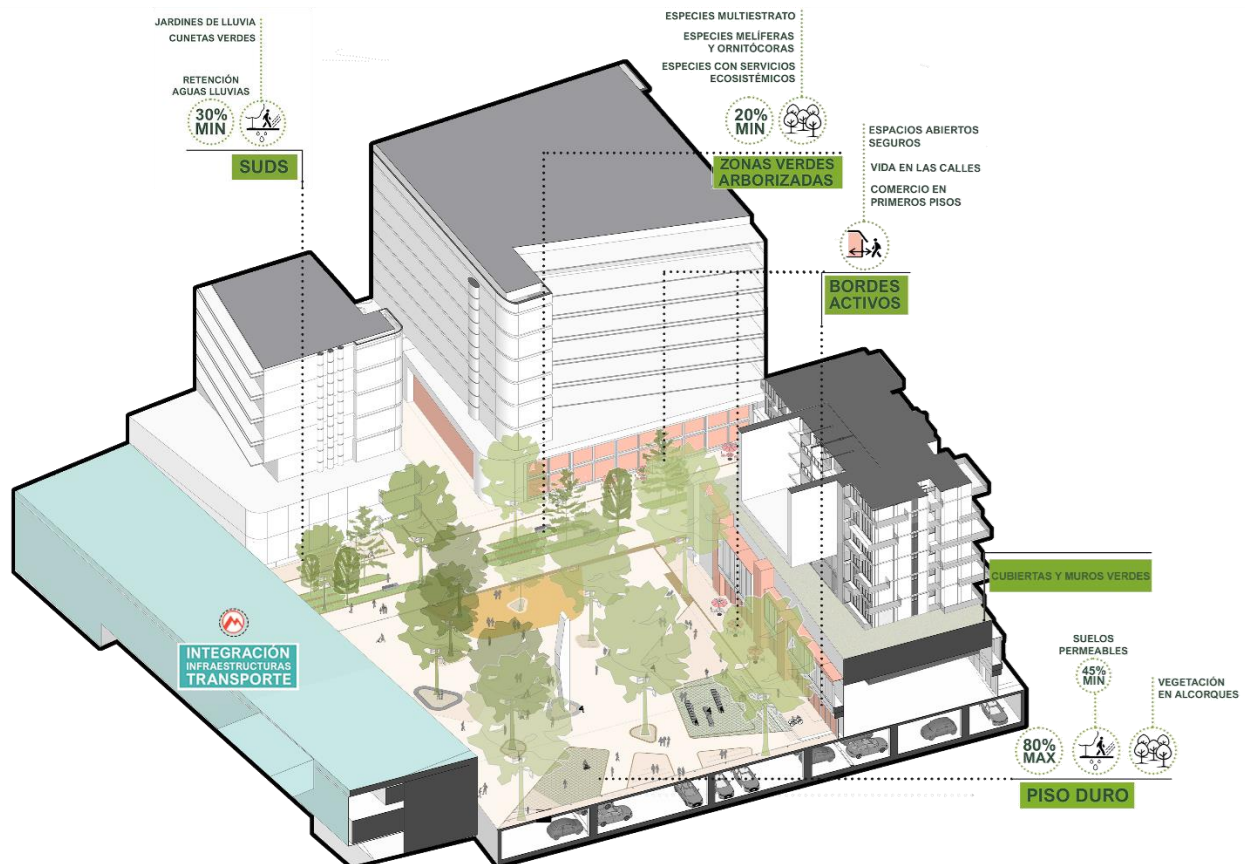 JARDINES DE LLUVIA
CUNETAS VERDES
RETENCIÓN
AGUAS LLUVIAS
30%
MIN
SUDS
ESPECIES MULTIESTRATO
ESPECIES MELÍFERAS
Y ORNITÓCORAS
ESPECIES CON SERVICIOS
ECOSISTÉMICOS
20%
MIN
ZONAS VERDES
ARBORIZADAS
ESPACIOS ABIERTOS
SEGUROS
VIDA EN LAS CALLES
COMERCIO EN
PRIMEROS PISOS
BORDES
ACTIVOS
CUBIERTAS Y MUROS VERDES
INTEGRACIÓN
INFRAESTRUCTURAS
TRANSPORTE
SUELOS
PERMEABLES
45%
MIN
VEGETACIÓN
EN ALCORQUES
80%
MAX
PISO DURO